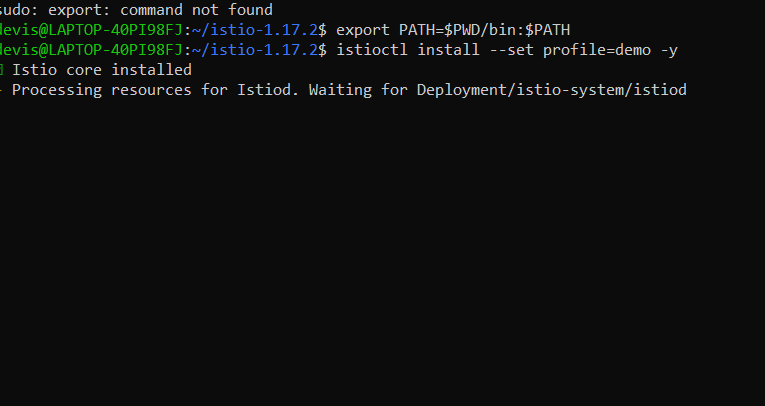 sudo: export: command not found
devis@LAPTOP-40PI98FJ:~/istio-1.17.2$ export PATH=$PWD/bin:$PATH
devis@LAPTOP-40PI98FJ:~/istio-1.17.2$ istioctl install --set profile=demo -y
Istio core installed
- Processing resources for Istiod. Waiting for Deployment/istio-system/istiod